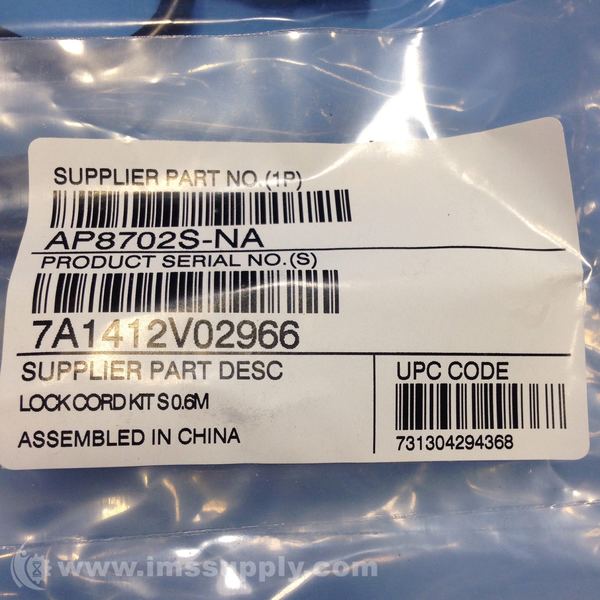 SUPPLIER PART NO.(1P)
AP8702S-NA
PRODUCT SERIAL NO.(S)
7A1412V02966
SUPPLIER PART DESC
LOCK CORD KIT S 0.6M
ASSEMBLED IN CHINA
UPC CODE
731304294368
www.imssupply.com